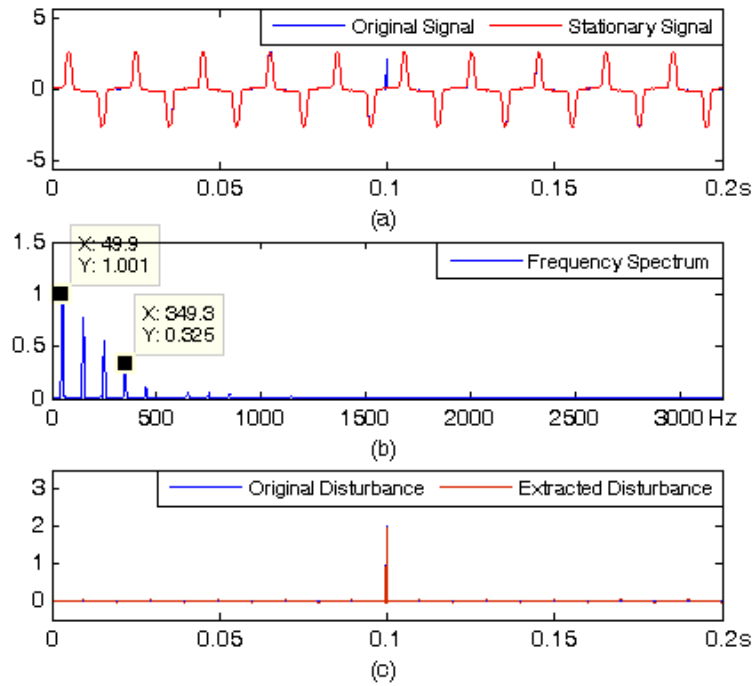 Original Signal Stationary Signal
5
0
-5
0 0.05 0.1 0.15 0.2s
(a)
1.5
1
0.5
0
X: 49.9
Y: 1.001
X: 349.3
Y: 0.325
Frequency Spectrum
0 500 1000 1500 2000 2500 3000 Hz
(b)
Original Disturbance Extracted Disturbance
3
2
1
0
0 0.05 0.1 0.15 0.2s
(c)